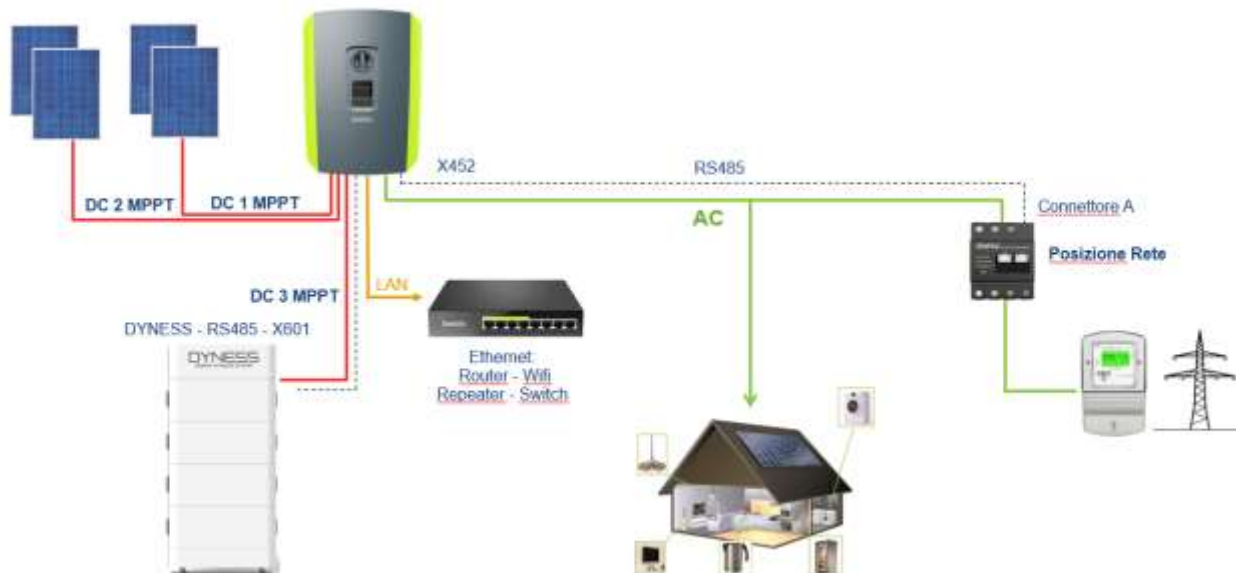 X452
RS485
DC 2 MPPT
DC 1 MPPT
AC
Connettore A
Posizione Rete
DC 3 MPPT
LAN
DYNESS - RS485 - X601
DYNESS
Ethernet:
Router - Wifi
Repeater - Switch